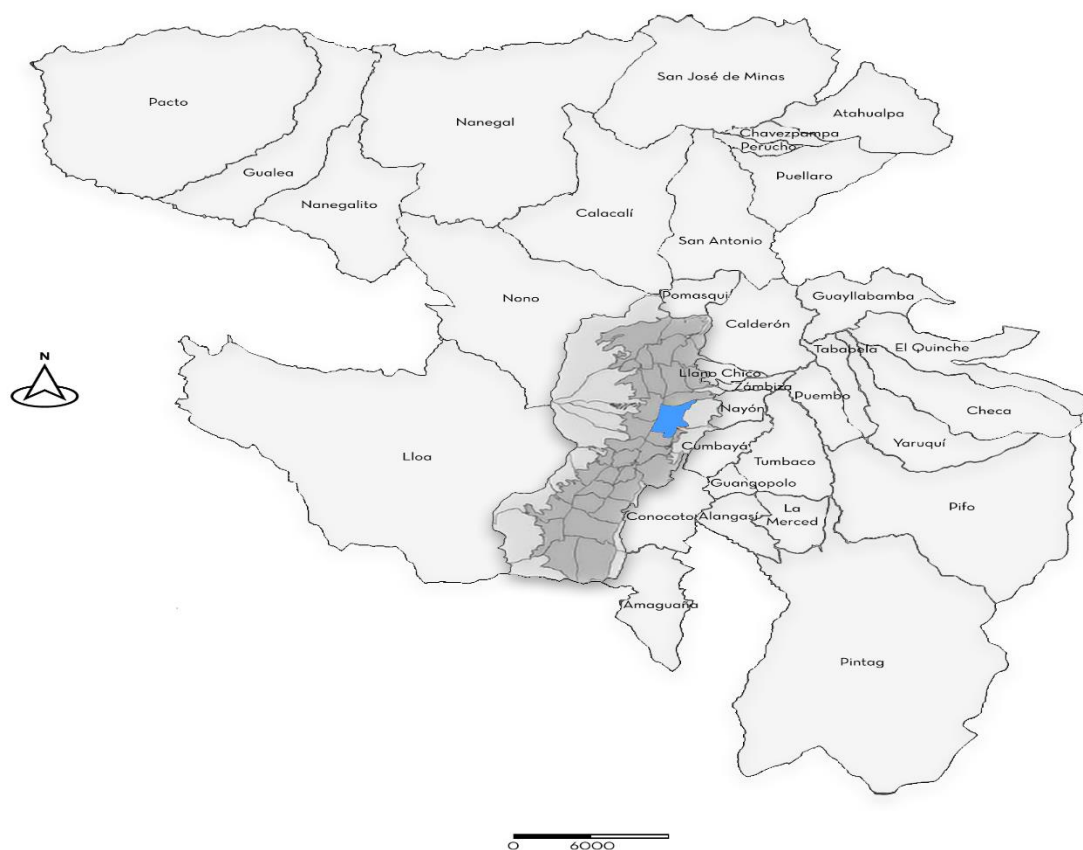 San José de Minas
Pacto
Atahualpa
Nanegal
Chavezpampa
Perucho
Gualea
Puellaro
Nanegalito
Calacalí
San Antonio
Nono
Pomasqui
Guayllabamba
Calderón
El Quinche
Tababela
N
Llano Chico
Zámbiza
Puembo
Nayón
Checa
Cumbayá
Yaruquí
Lloa
Tumbaco
Guangopolo
Pifo
La
Merced
Conocoto
Alangasí
Amaguaña
Pintag
0 6000